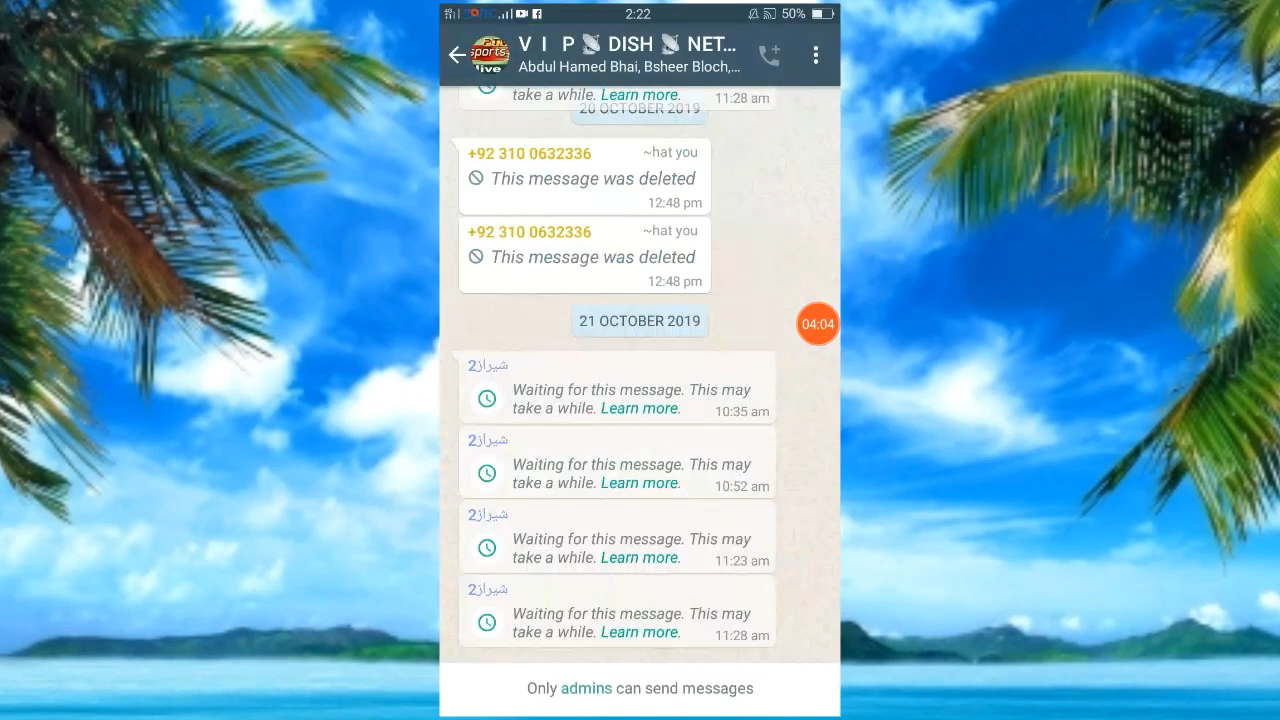 2:22
50%
V I P📡 DISH 📡 NET...
Abdul Hamed Bhai, Bsheer Bloch,...
PTV
sports
live
take a while. Learn more. 11:28 am
20 OCTOBER 2019
+92 310 0632336 ~hat you
This message was deleted
12:48 pm
+92 310 0632336 ~hat you
This message was deleted
12:48 pm
21 OCTOBER 2019
04:04
شیراز2
Waiting for this message. This may
take a while. Learn more. 10:35 am
شیراز2
Waiting for this message. This may
take a while. Learn more. 10:52 am
شیراز2
Waiting for this message. This may
take a while. Learn more. 11:23 am
شیراز2
Waiting for this message. This may
take a while. Learn more. 11:28 am
Only admins can send messages